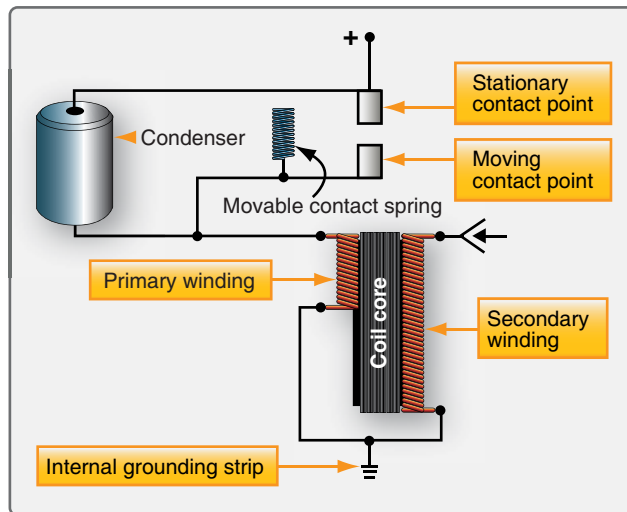 +
Stationary
contact point
Condenser
Moving
contact point
Movable contact spring
Primary winding
Coil core
Secondary
winding
Internal grounding strip